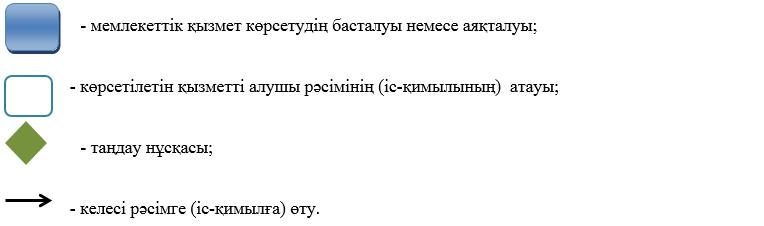 - мемлекеттік қызмет көрсетудің басталуы немесе аяқталуы;
- көрсетілетін қызметті алушы рәсімінің (іс-қимылының) атауы;
- таңдау нұсқасы;
- келесі рәсімге (іс-қимылға) өту.